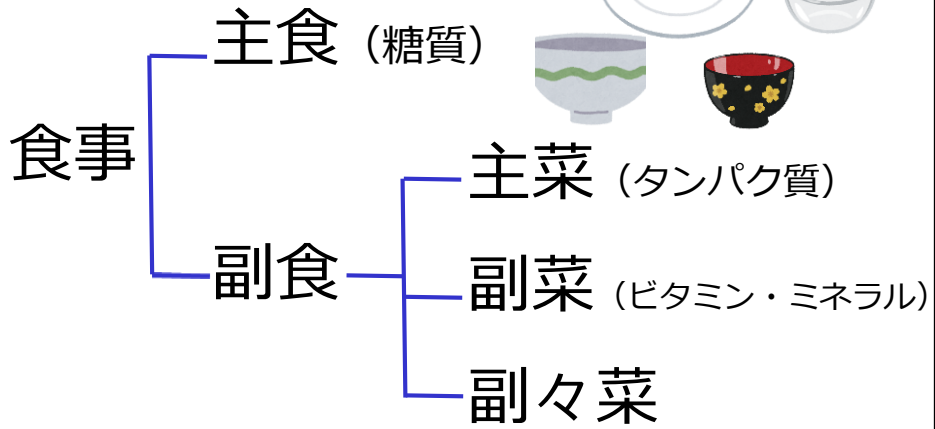 主食（糖質）
食事
主菜（タンパク質）
副食
副菜（ビタミン・ミネラル）
副々菜